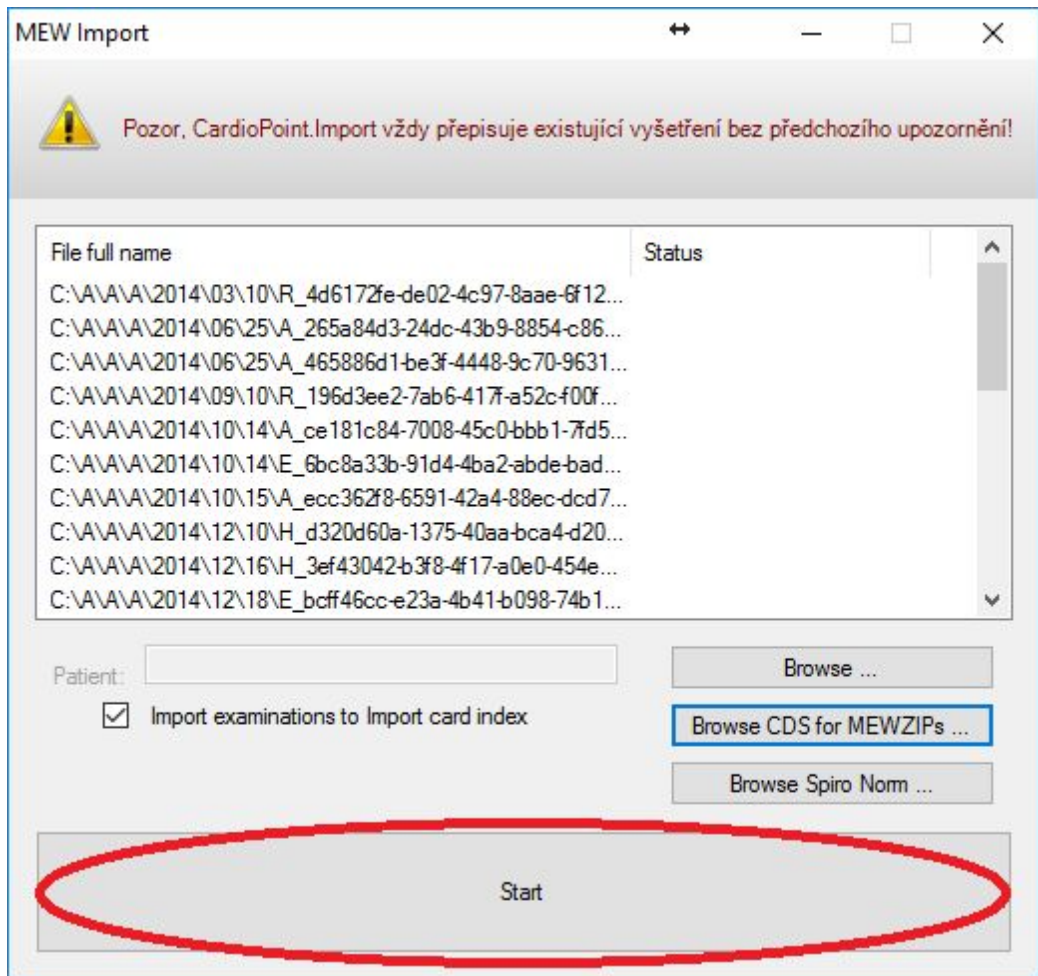 MEW Import
Pozor, CardioPoint.Import vždy přepisuje existující vyšetření bez předchozího upozornění!
File full name Status
C:\A\A\A\2014\03\10\R_4d6172fe-de02-4c97-8aae-6f12...
C:\A\A\A\2014\06\25\A_265a84d3-24dc-43b9-8854-c86...
C:\A\A\A\2014\06\25\A_465886d1-be3f-4448-9c70-9631...
C:\A\A\A\2014\09\10\R_196d3ee2-7ab6-417f-a52c-f00f...
C:\A\A\A\2014\10\14\A_ce181c84-7008-45c0-bbb1-7fd5...
C:\A\A\A\2014\10\14\E_6bc8a33b-91d4-4ba2-abde-bad...
C:\A\A\A\2014\10\15\A_ecc362f8-6591-42a4-88ec-dcd7...
C:\A\A\A\2014\12\10\H_d320d60a-1375-40aa-bca4-d20...
C:\A\A\A\2014\12\16\H_3ef43042-b3f8-4f17-a0e0-454e...
C:\A\A\A\2014\12\18\E_bcff46cc-e23a-4b41-b098-74b1...
Patient:
Browse ...
Import examinations to Import card index
Browse CDS for MEWZIPs ...
Browse Spiro Norm ...
Start